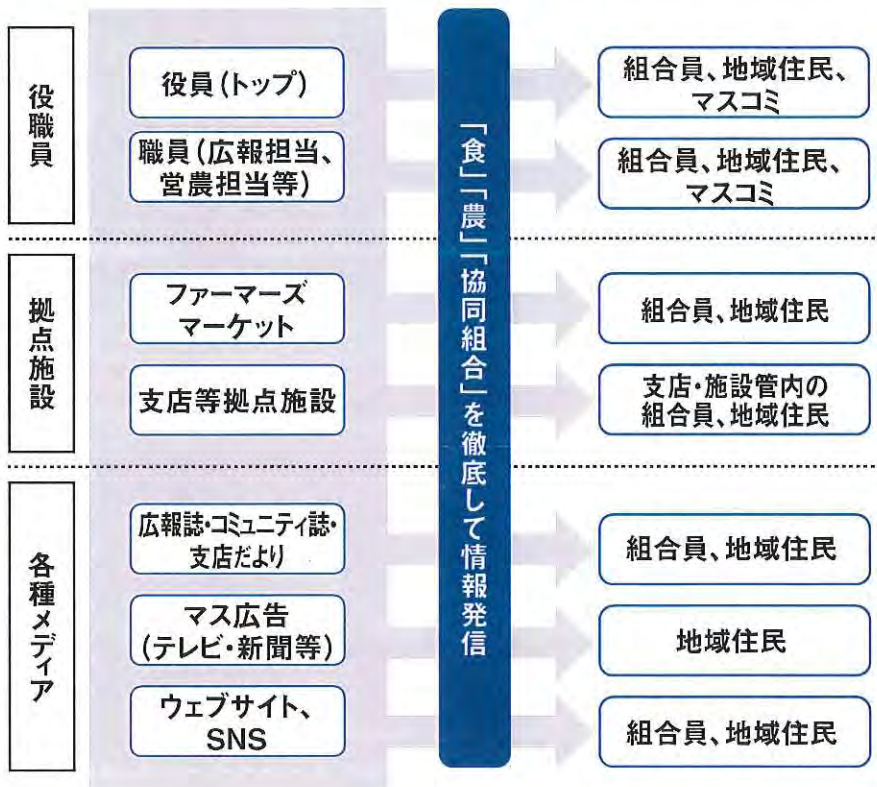 役職員
役員(トップ)
組合員、地域住民、
マスコミ
職員(広報担当、
営農担当等)
組合員、地域住民、
マスコミ
拠点施設
ファーマーズ
マーケット
組合員、地域住民
支店等拠点施設
支店・施設管内の
組合員、地域住民
各種メディア
広報誌・コミュニティ誌・
支店だより
組合員、地域住民
マス広告
(テレビ・新聞等)
地域住民
ウェブサイト、
SNS
組合員、地域住民
「食」「農」「協同組合」を徹底して情報発信